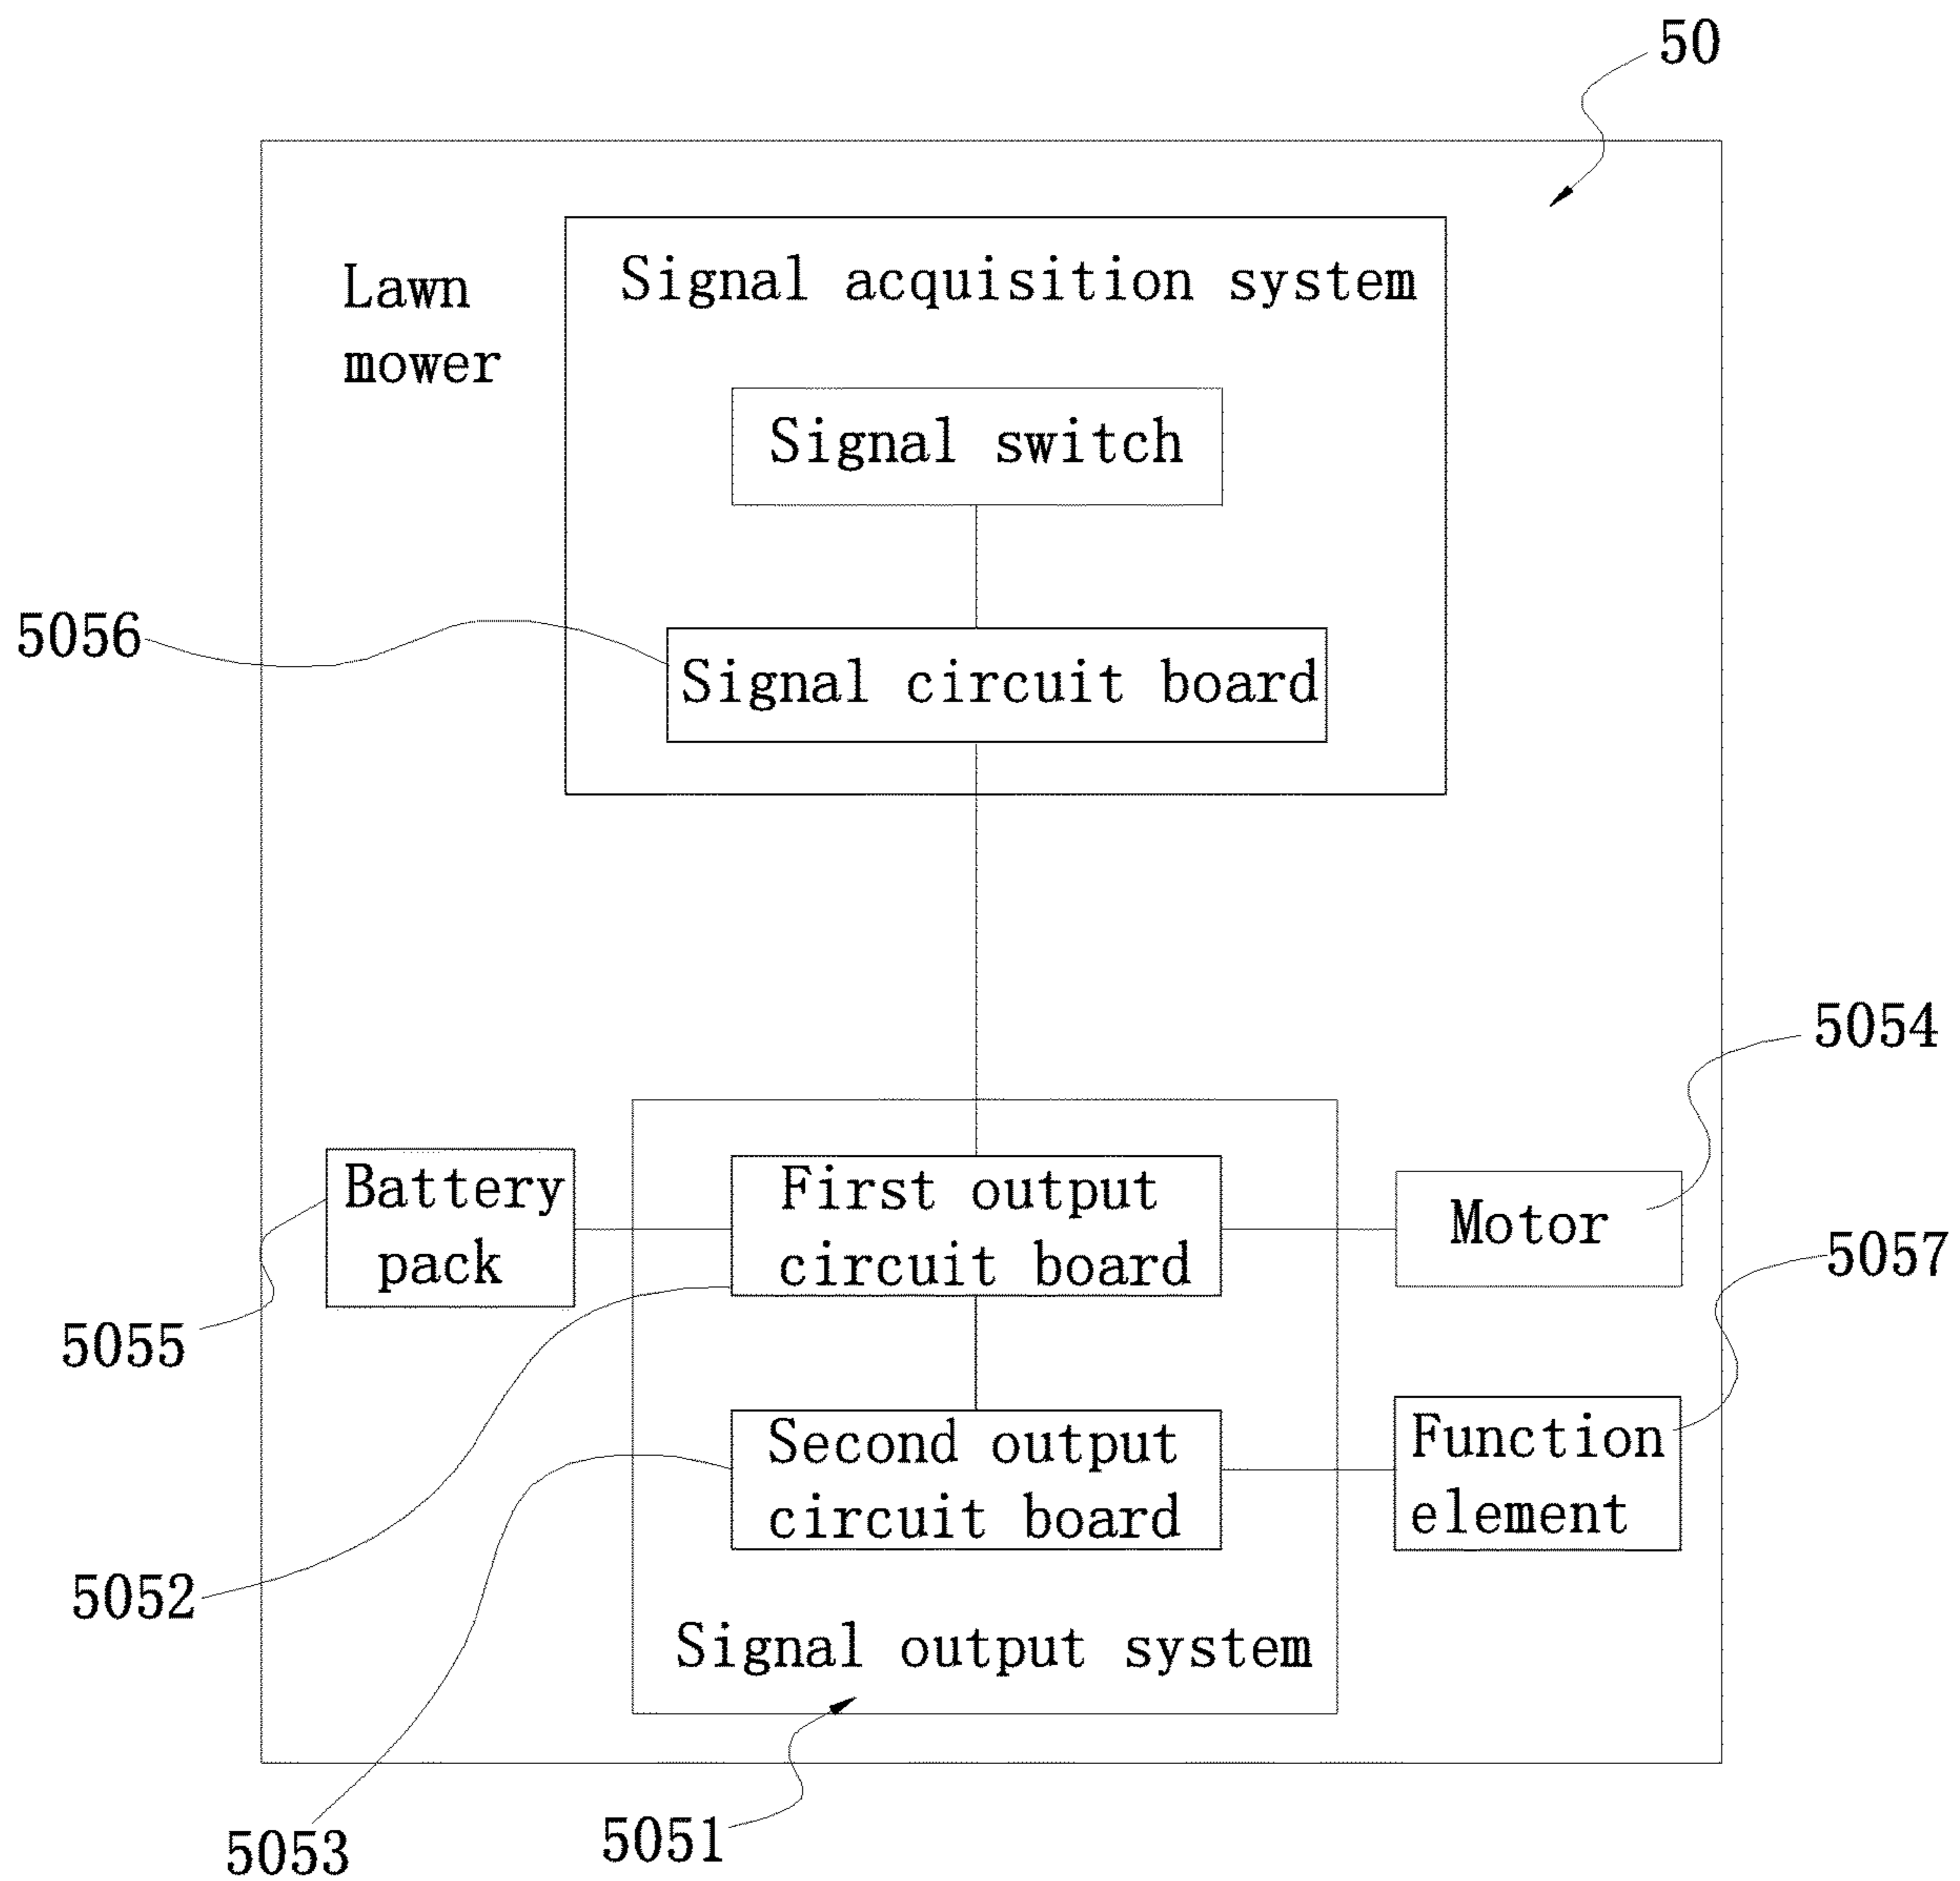 50
Lawn
mower
Signal acquisition system
Signal switch
5056
Signal circuit board
5054
Battery
pack
First output
circuit board
Motor
5057
5055
Second output
circuit board
Function
element
5052
Signal output system
5053
5051